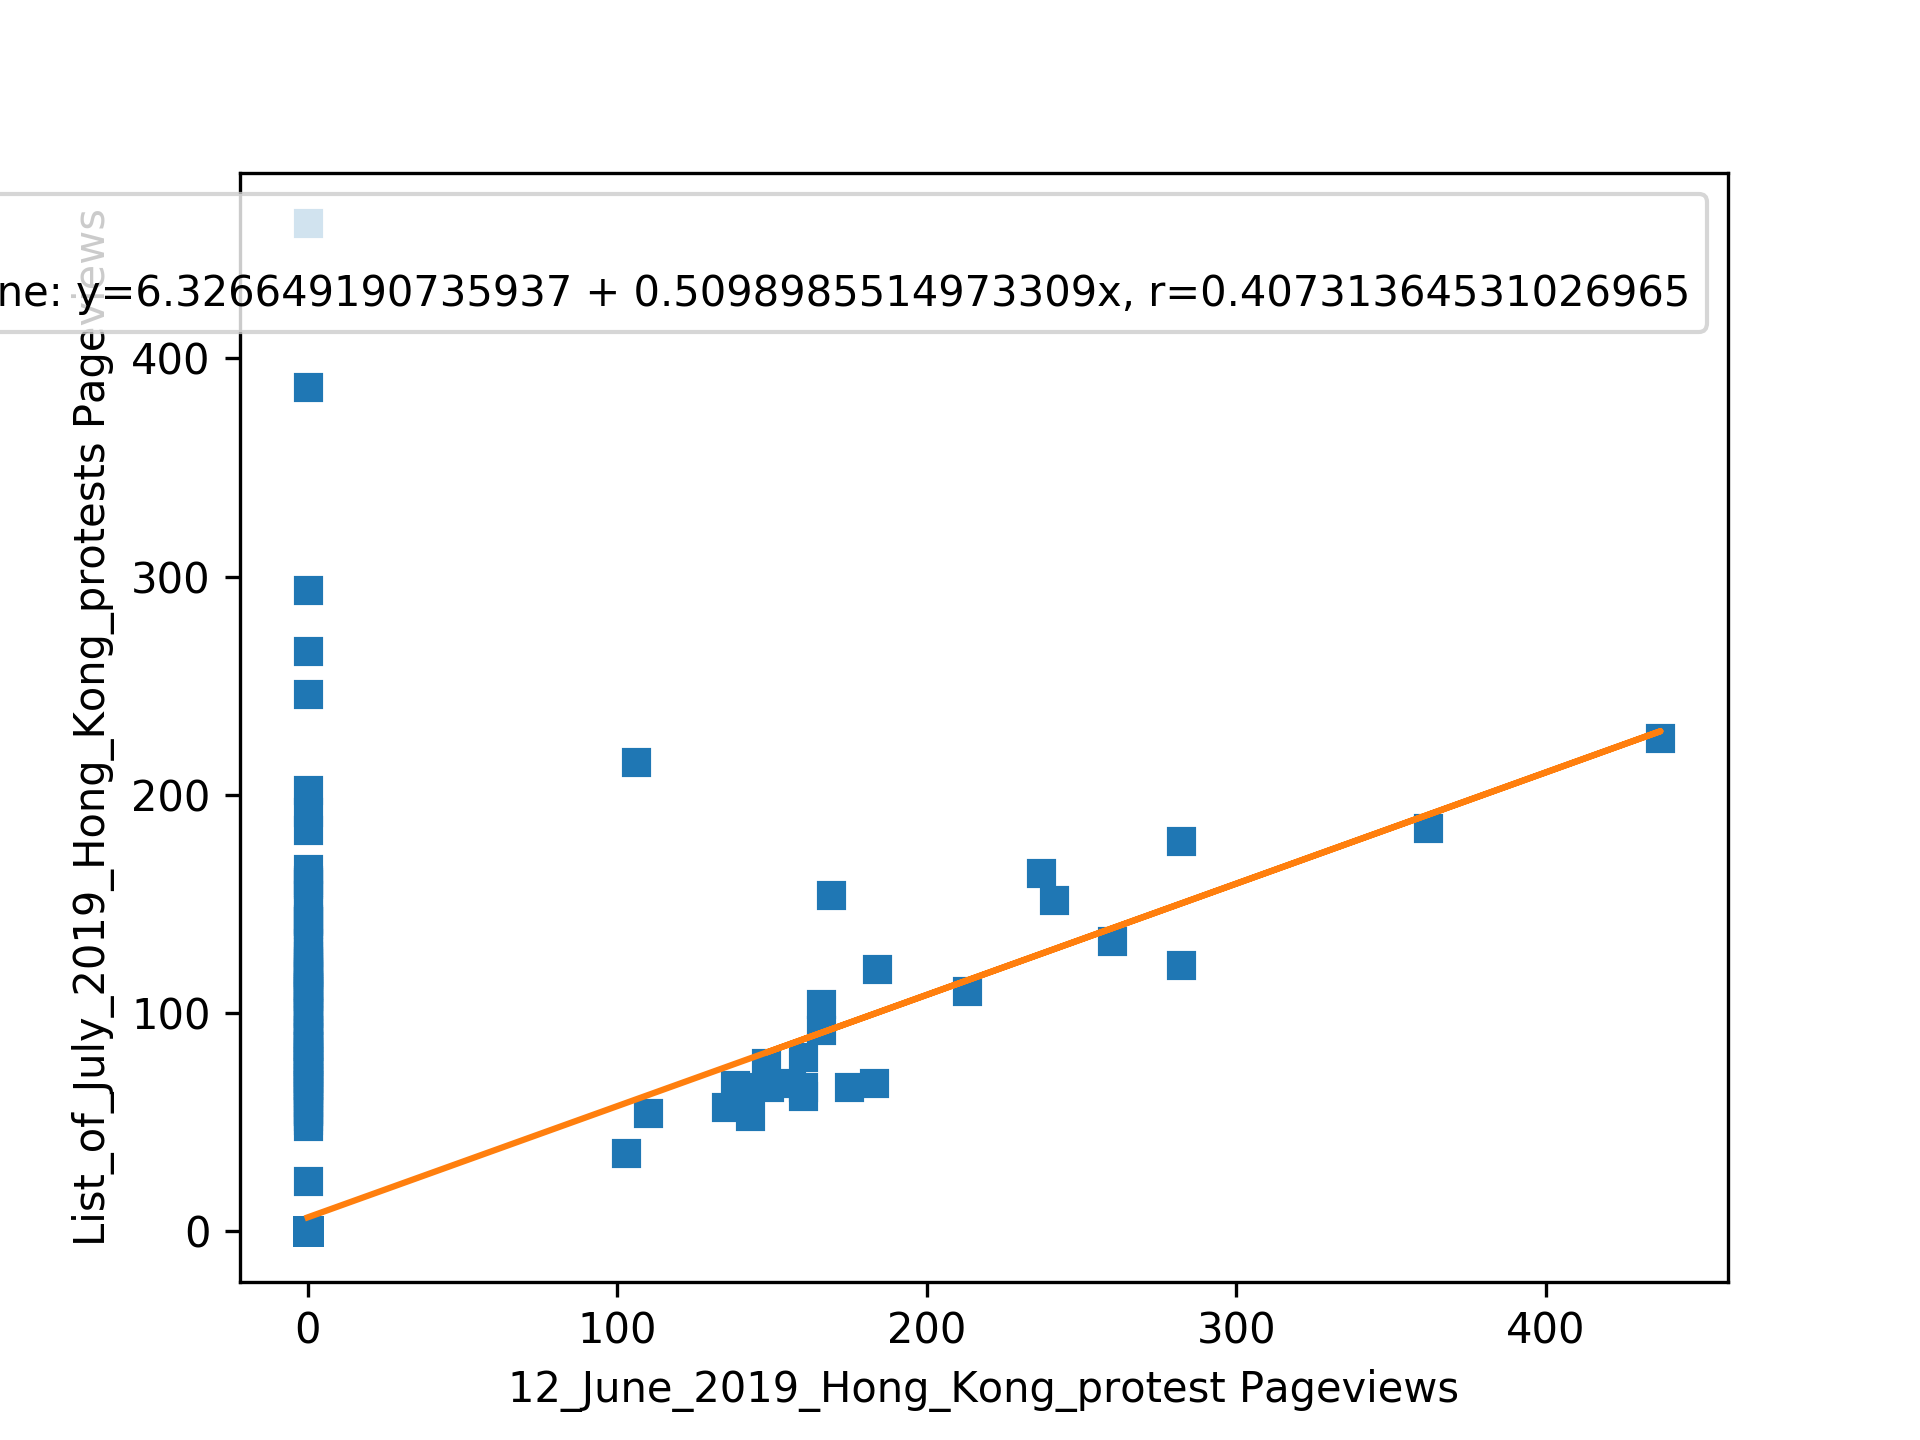 ne: y=6.326649190735937 + 0.5098985514973309x, r=0.40731364531026965
List_of_July_2019_Hong_Kong_protests Pageviews
400
300
200
100
0
0 100 200 300 400
12_June_2019_Hong_Kong_protest Pageviews